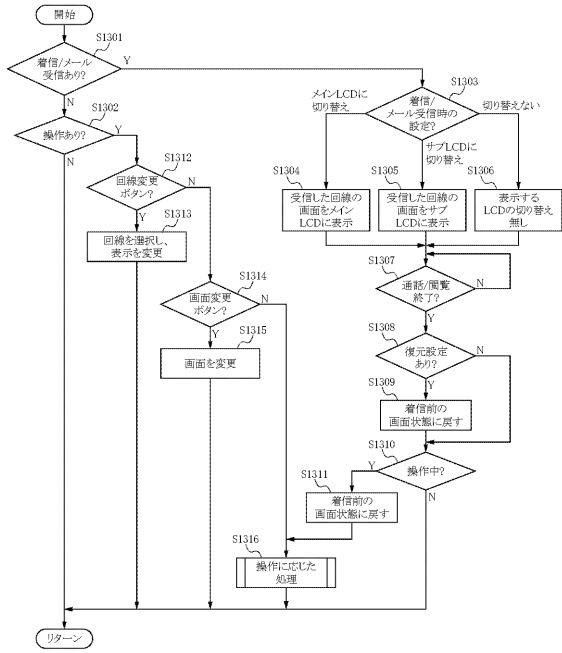 開始
S1301
着信/メール
受信あり?
Y
N
S1302
操作あり?
Y
N
S1303
着信/
メール受信時の
設定?
メインLCDに
切り替え
サブLCDに
切り替え
切り替えない
S1304
受信した回線の
画面をメイン
LCDに表示
S1305
受信した回線の
画面をサブ
LCDに表示
S1306
表示する
LCDの切り替え
無し
S1312
回線変更
ボタン?
N
Y
S1313
回線を選択し、
表示を変更
S1307
通話/閲覧
終了?
N
Y
S1314
画面変更
ボタン?
N
Y
S1315
画面を変更
S1308
復元設定
あり?
N
Y
S1309
着信前の
画面状態に戻す
S1310
操作中?
Y
N
S1311
着信前の
画面状態に戻す
S1316
操作に応じた
処理
リターン